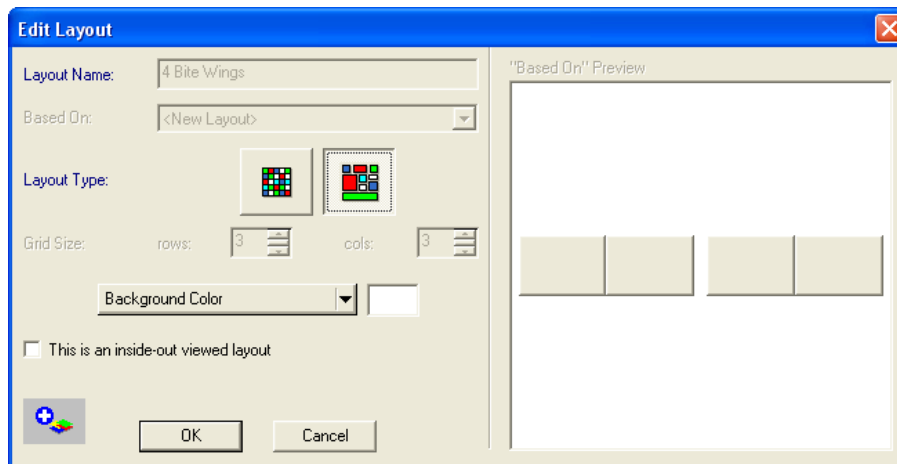 Edit Layout
Layout Name:
4 Bite Wings
"Based On" Preview
Based On:
<New Layout>
Layout Type:
Grid Size:
rows:
3
cols:
3
Background Color
This is an inside-out viewed layout
OK
Cancel